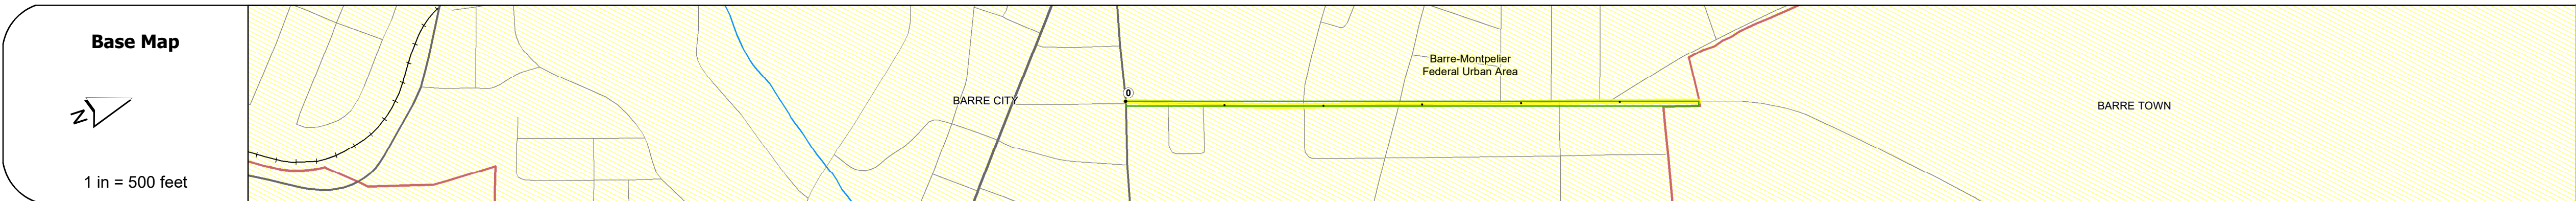 Base Map
N
1 in = 500 feet
BARRE CITY
0
Barre-Montpelier
Federal Urban Area
BARRE TOWN